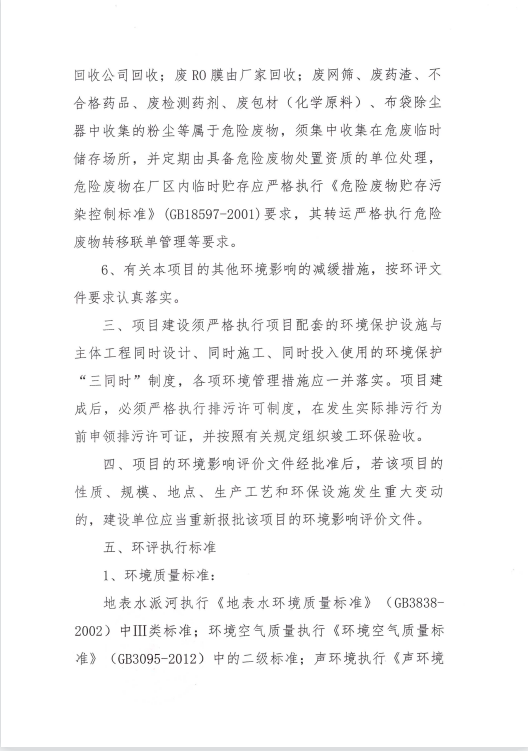 回收公司回收；废 RO 膜由厂家回收；废网筛、废药渣、不
合格药品、废检测药剂、废包材（化学原料）、布袋除尘
器中收集的粉尘等属于危险废物，须集中收集在危废临时
储存场所，并定期由具备危险废物处置资质的单位处理，
危险废物在厂区内临时贮存应严格执行《危险废物贮存污
染控制标准》(GB18597-2001)要求，其转运严格执行危险
废物转移联单管理等要求。
6、有关本项目的其他环境影响的减缓措施，按环评文
件要求认真落实。
三、项目建设须严格执行项目配套的环境保护设施与
主体工程同时设计、同时施工、同时投入使用的环境保护
“三同时”制度，各项环境管理措施应一并落实。项目建
成后，必须严格执行排污许可制度，在发生实际排污行为
前申领排污许可证，并按照有关规定组织竣工环保验收。
四、项目的环境影响评价文件经批准后，若该项目的
性质、规模、地点、生产工艺和环保设施发生重大变动
的，建设单位应当重新报批该项目的环境影响评价文件。
五、环评执行标准
1、环境质量标准：
地表水派河执行《地表水环境质量标准》（GB3838-
2002）中Ⅲ类标准；环境空气质量执行《环境空气质量标
准》（GB3095-2012）中的二级标准；声环境执行《声环境